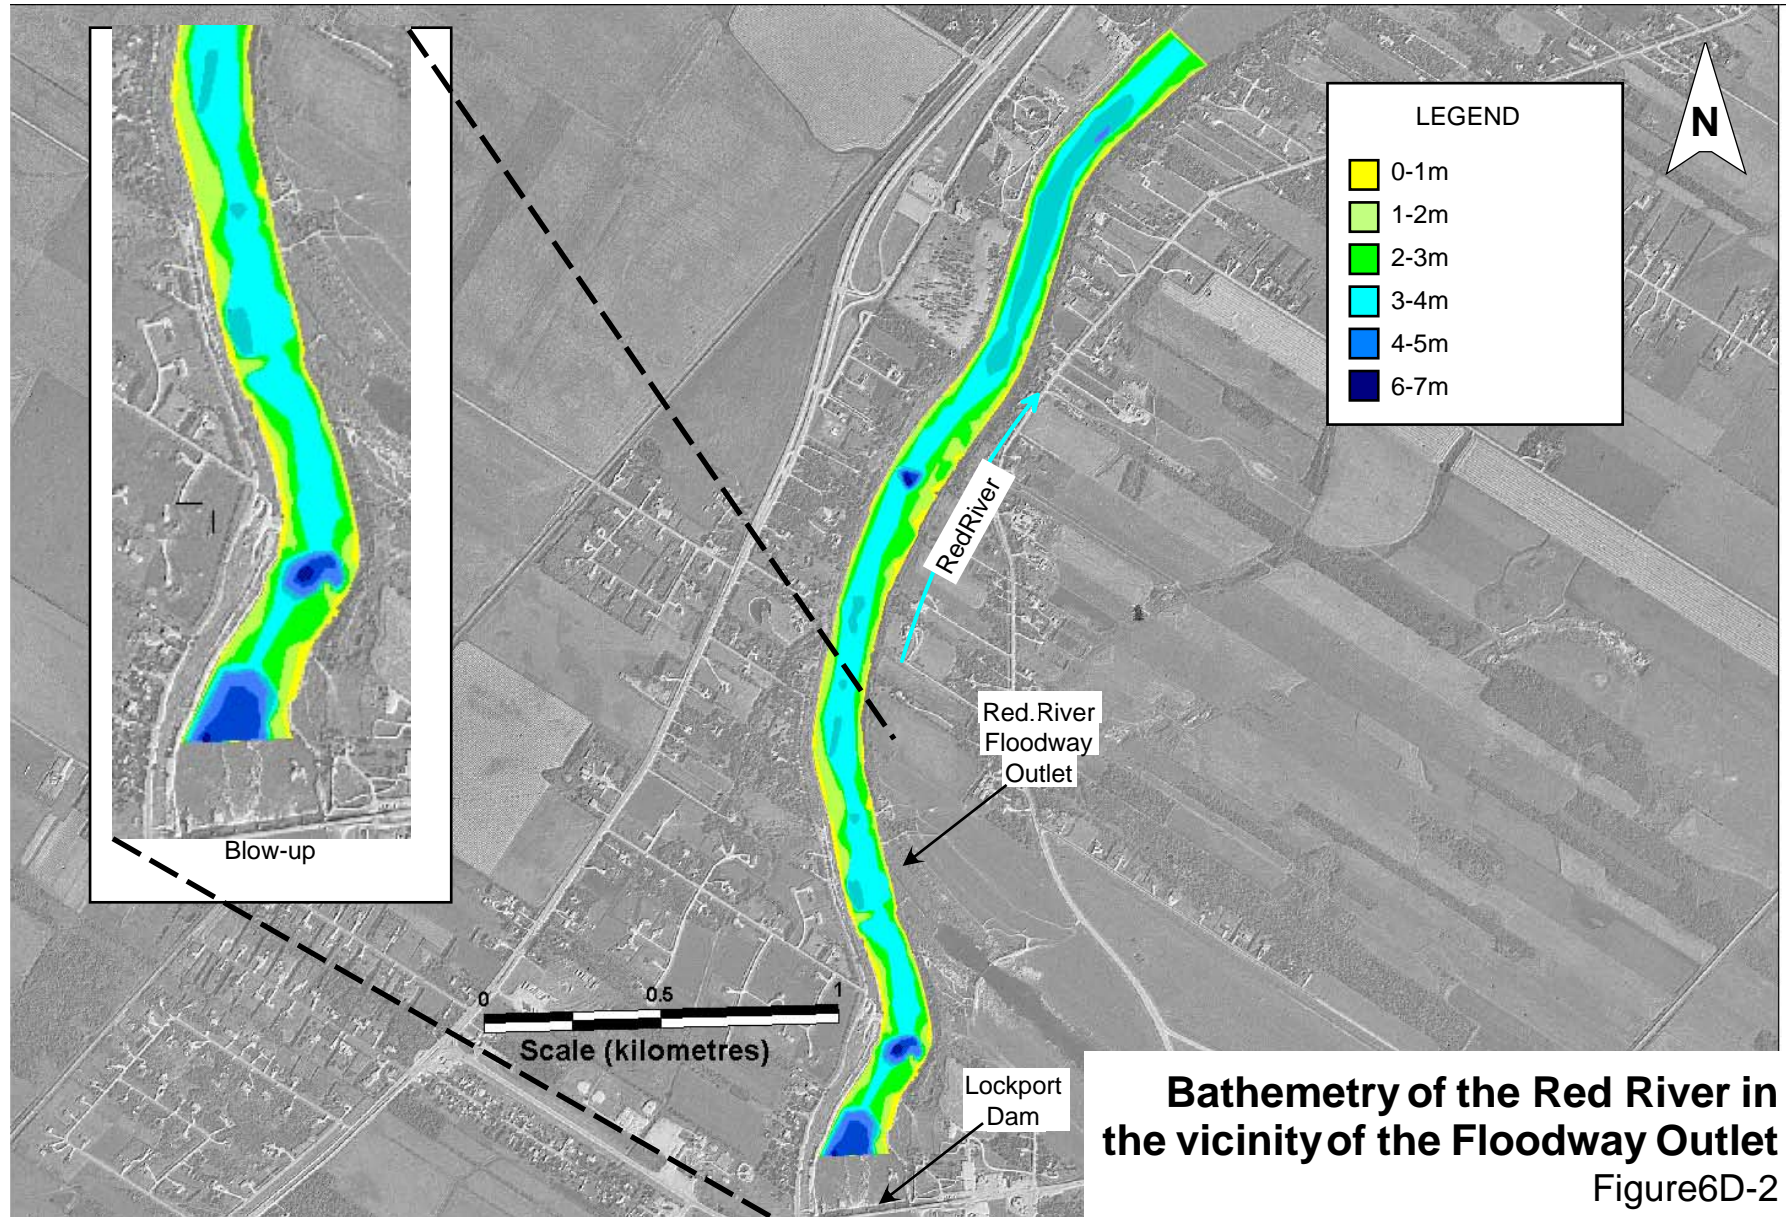 LEGEND
0-1m
1-2m
2-3m
3-4m
4-5m
6-7m
N
Blow-up
RedRiver
Red.River
Floodway
Outlet
0 0.5 1
Scale (kilometres)
Lockport
Dam
Bathemetry of the Red River in
the vicinity of the Floodway Outlet
Figure6D-2